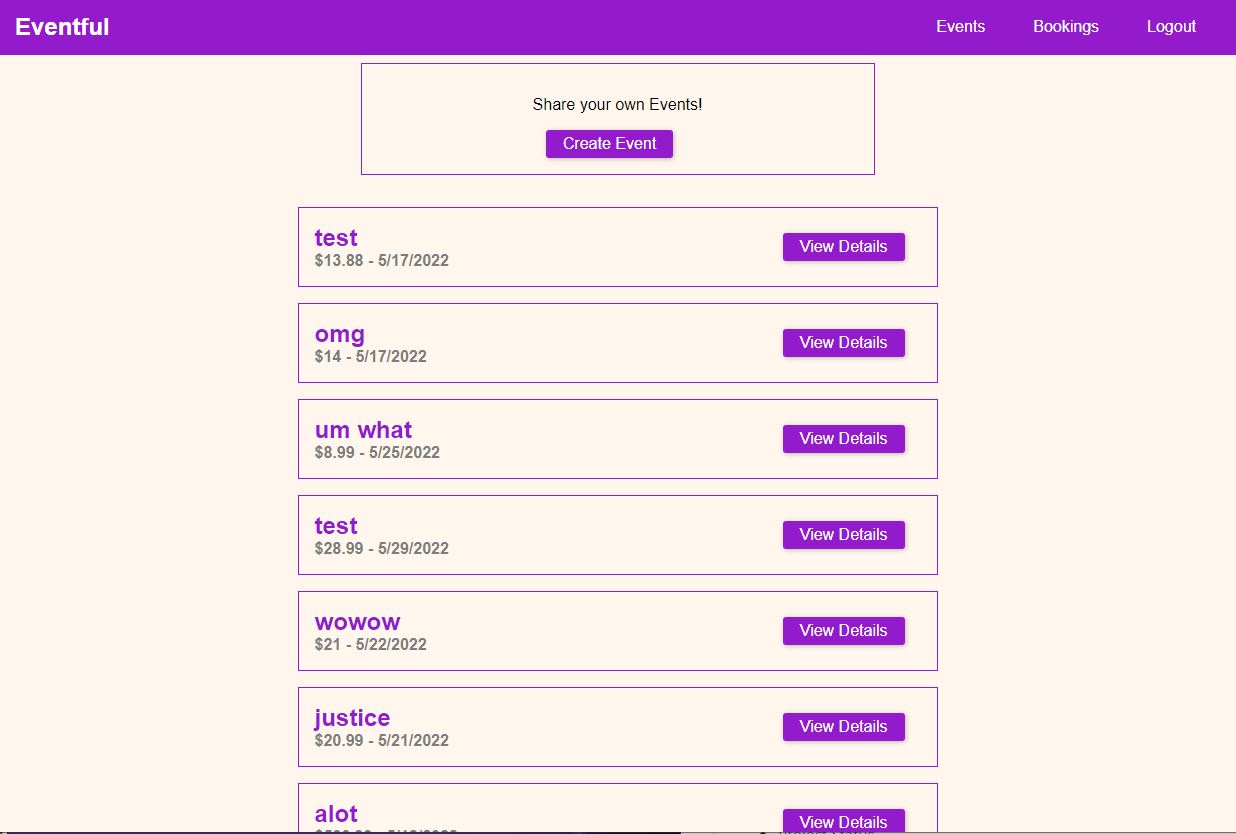 Eventful
Events
Bookings
Logout
Share your own Events!
Create Event
test
$13.88 - 5/17/2022
View Details
omg
$14 - 5/17/2022
View Details
um what
$8.99 - 5/25/2022
View Details
test
$28.99 - 5/29/2022
View Details
wowow
$21 - 5/22/2022
View Details
justice
$20.99 - 5/21/2022
View Details
alot
View Details